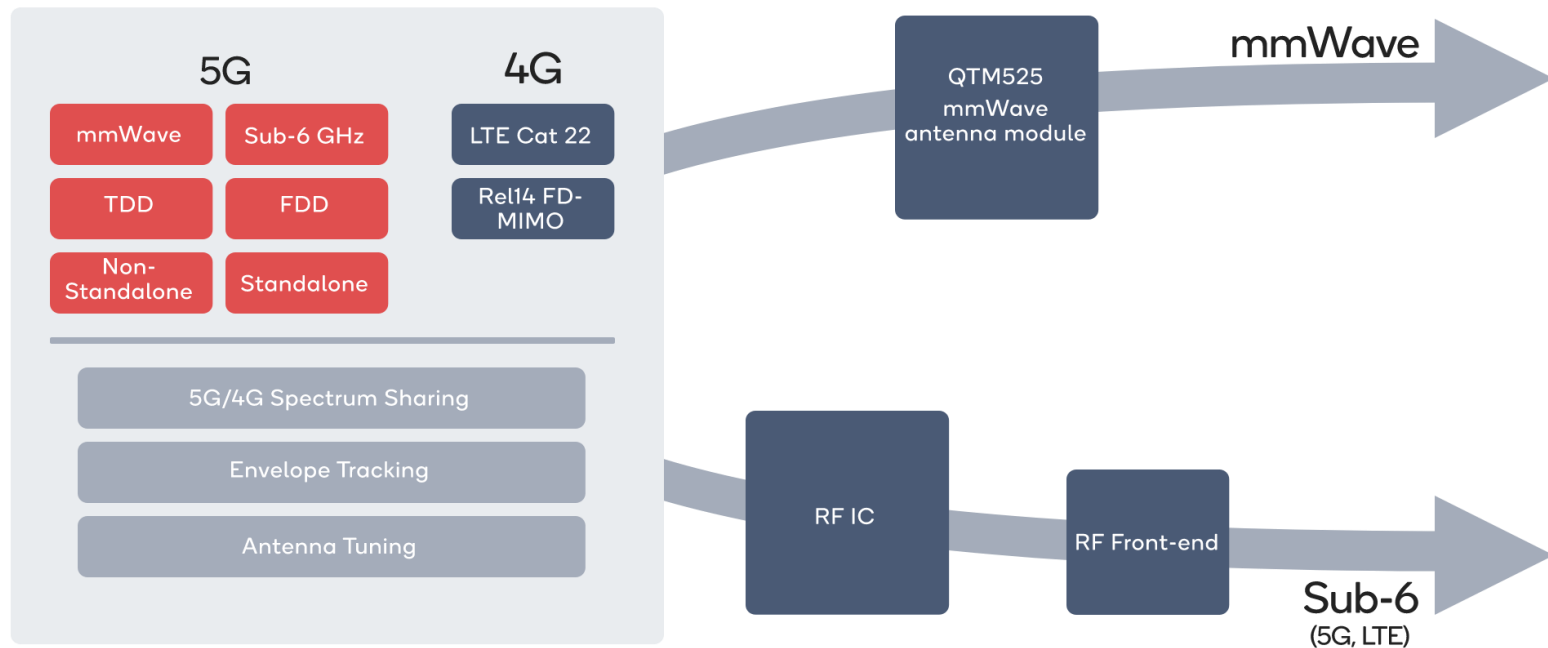 5G
4G
mmWave
Sub-6 GHz
LTE Cat 22
TDD
FDD
Rel14 FD-
MIMO
Non-
Standalone
Standalone
5G/4G Spectrum Sharing
Envelope Tracking
Antenna Tuning
QTM525
mmWave
antenna module
mmWave
RF IC
RF Front-end
Sub-6
(5G, LTE)